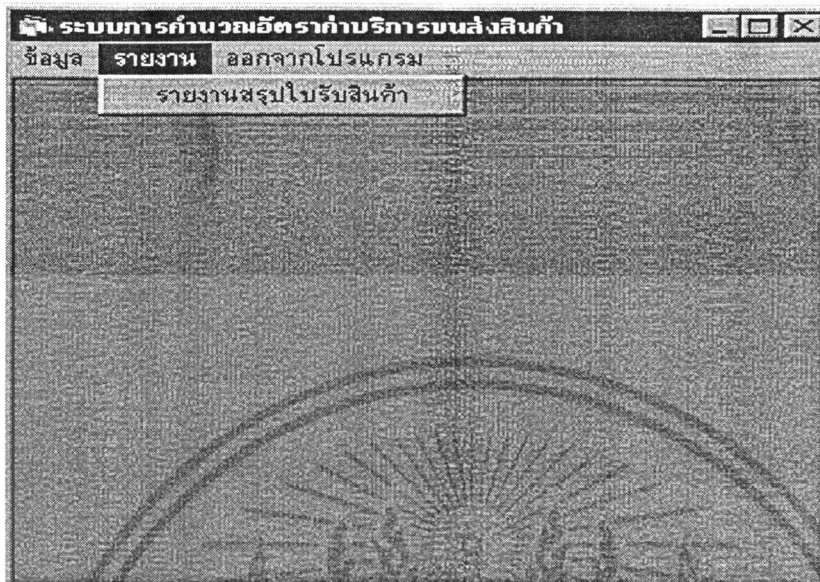 ระบบการคำนวณอัตราค่าบริการขนส่งสินค้า
ข้อมูล รายงาน ออกจากโปรแกรม
รายงานสรุปใบรับสินค้า